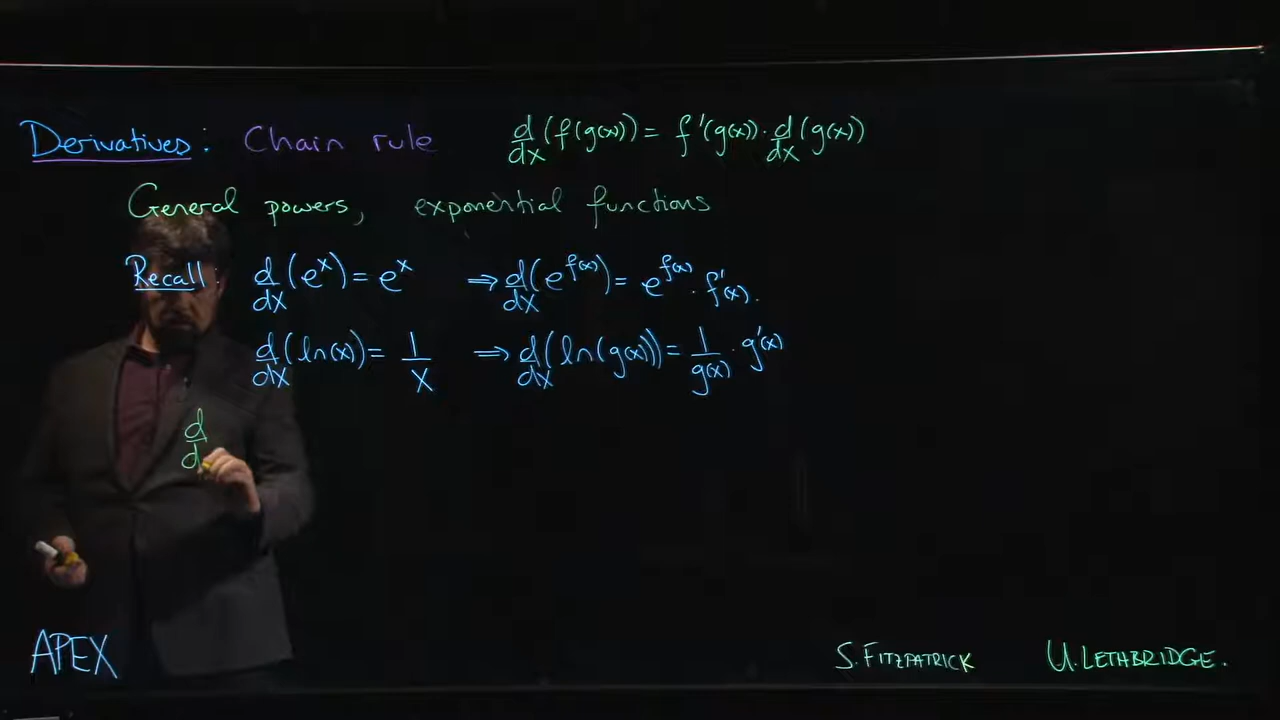 Derivatives: Chain rule d/dx (f(g(x))) = f'(g(x)) · d/dx (g(x))
General powers, exponential functions
Recall: d/dx (e^x) = e^x ⇒ d/dx (e^f(x)) = e^f(x) · f'(x).
d/dx (ln(x)) = 1/x ⇒ d/dx (ln(g(x))) = 1/g(x) · g'(x)
d/d
APEX S. FITZPATRICK U. LETHBRIDGE.